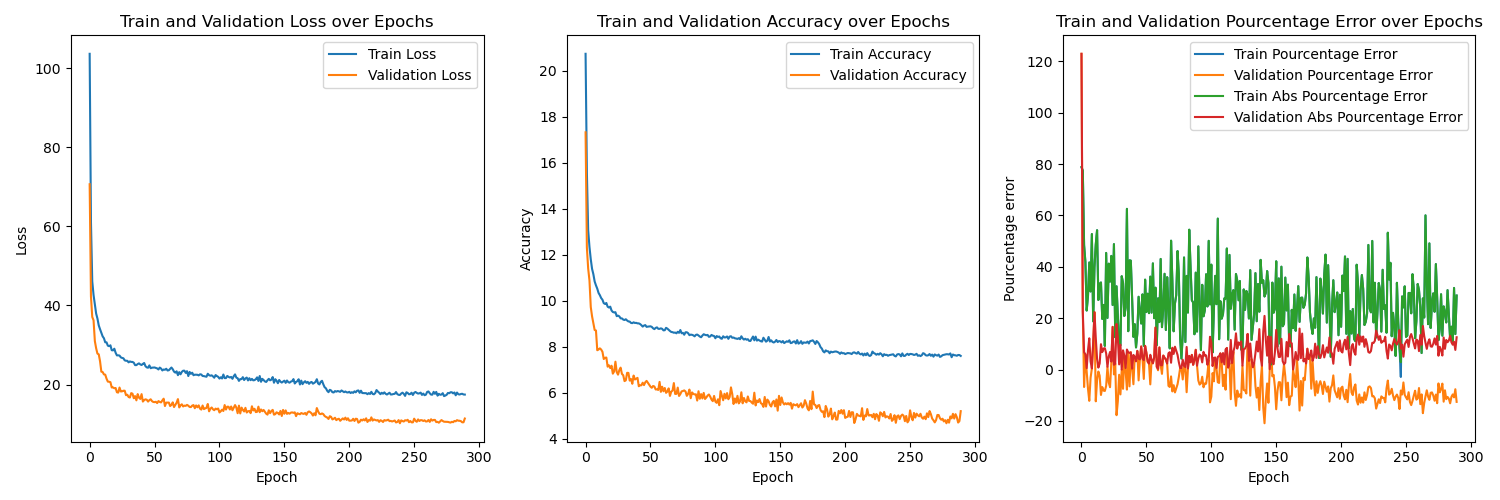 Train and Validation Loss over Epochs
Train Loss
Validation Loss
100
80
60
40
20
0
50
100
150
200
250
300
Loss
Epoch
Train and Validation Accuracy over Epochs
Train Accuracy
Validation Accuracy
20
18
16
14
12
10
8
6
4
0
50
100
150
200
250
300
Accuracy
Epoch
Train and Validation Pourcentage Error over Epochs
Train Pourcentage Error
Validation Pourcentage Error
Train Abs Pourcentage Error
Validation Abs Pourcentage Error
120
100
80
60
40
20
0
−20
0
50
100
150
200
250
300
Pourcentage error
Epoch